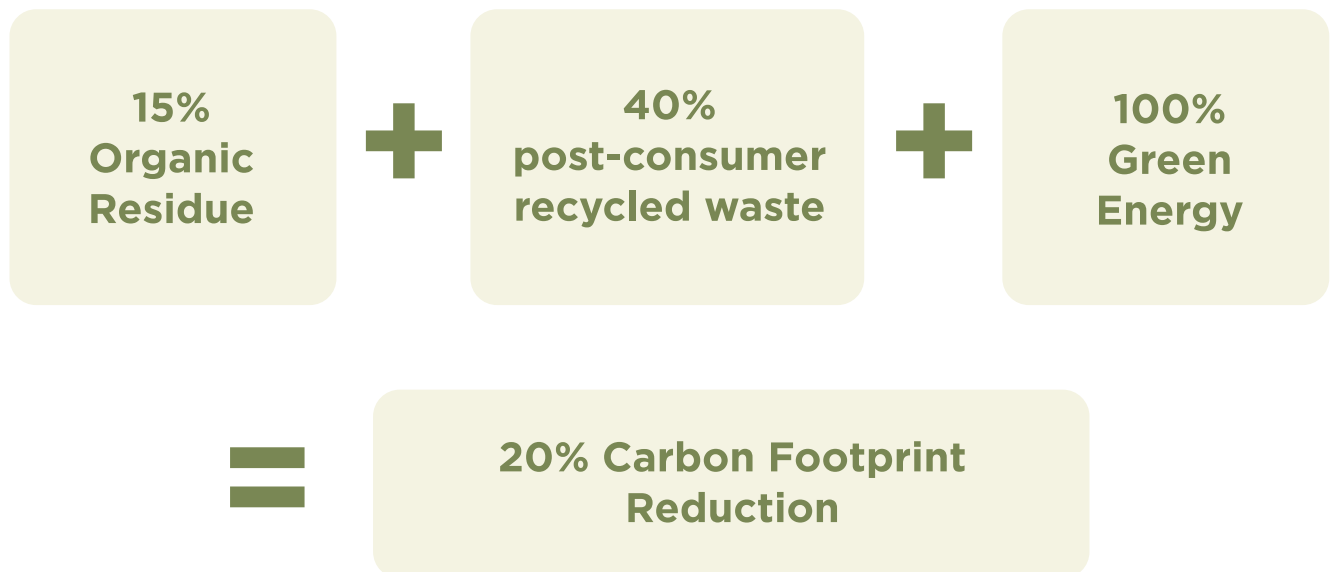 15%
Organic
Residue
+
40%
post-consumer
recycled waste
+
100%
Green
Energy
=
20% Carbon Footprint
Reduction